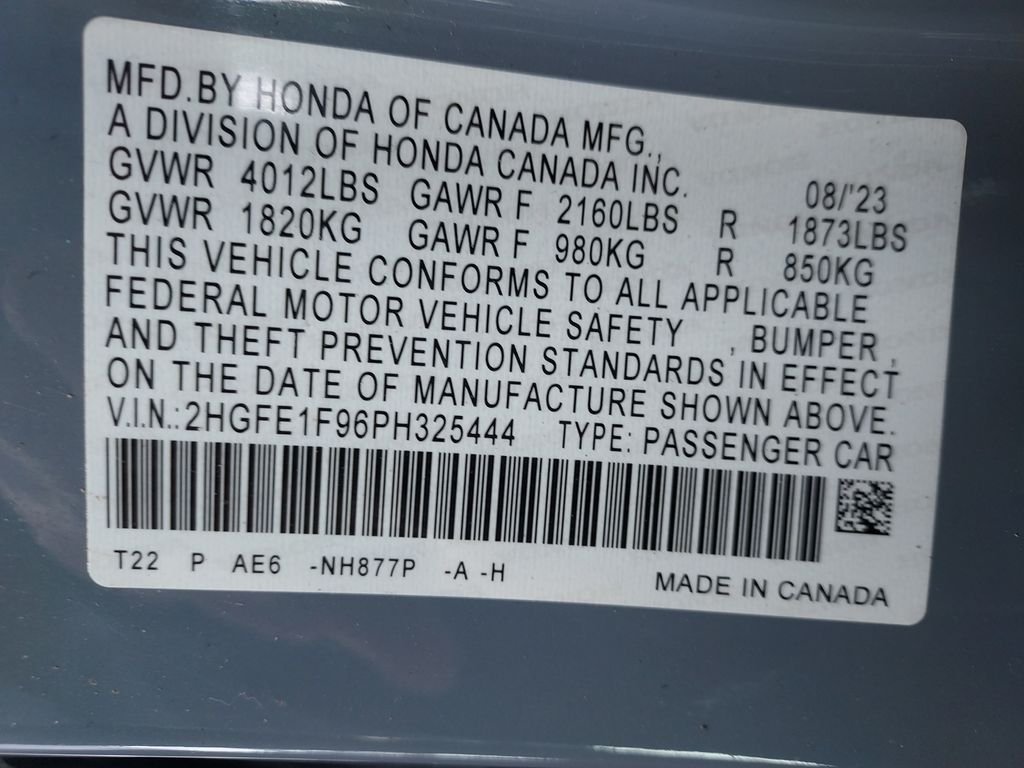 MFD.BY HONDA OF CANADA MFG.,
A DIVISION OF HONDA CANADA INC. 08/'23
GVWR 4012LBS GAWR F 2160LBS R 1873LBS
GVWR 1820KG GAWR F 980KG R 850KG
THIS VEHICLE CONFORMS TO ALL APPLICABLE
FEDERAL MOTOR VEHICLE SAFETY , BUMPER ,
AND THEFT PREVENTION STANDARDS IN EFFECT
ON THE DATE OF MANUFACTURE SHOWN ABOVE.
V.I.N.: 2HGFE1F96PH325444 TYPE: PASSENGER CAR
T22 P AE6 -NH877P -A -H MADE IN CANADA